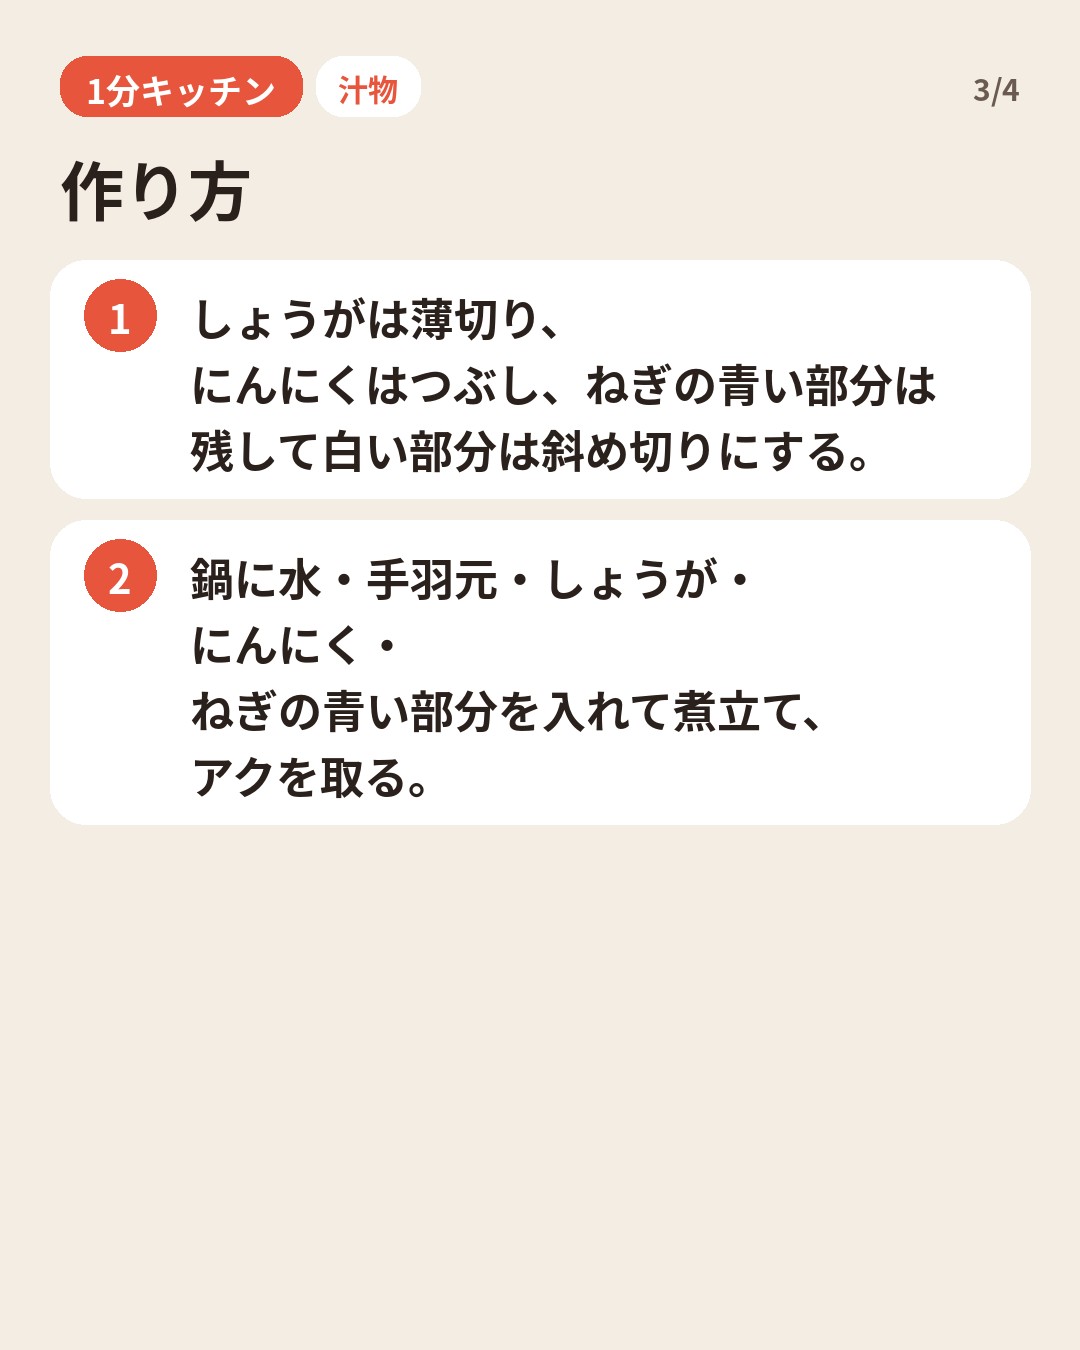 1分キッチン 汁物 3/4
作り方
1 しょうがは薄切り、
にんにくはつぶし、ねぎの青い部分は
残して白い部分は斜め切りにする。
2 鍋に水・手羽元・しょうが・
にんにく・
ねぎの青い部分を入れて煮立て、
アクを取る。